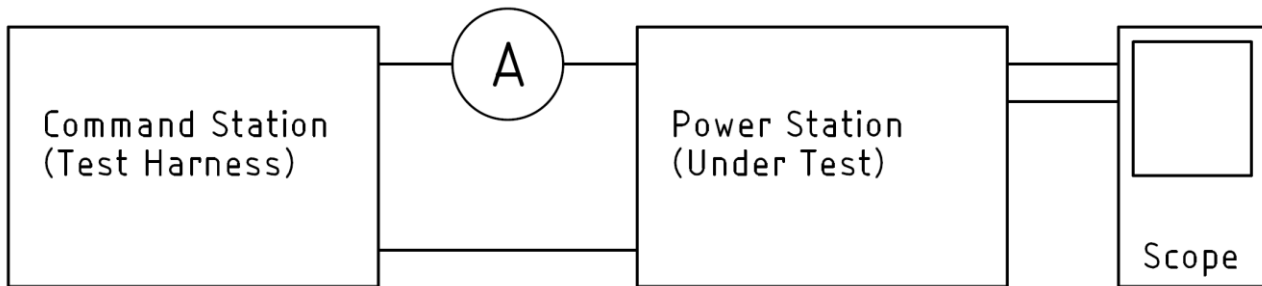 Command Station
(Test Harness)
A
Power Station
(Under Test)
Scope